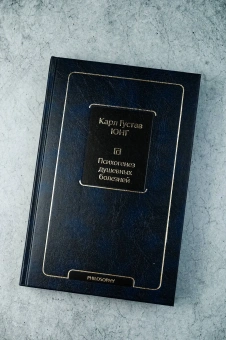 Карл Густав
ЮНГ
Психогенез
душевных
болезней
PHILOSOPHY